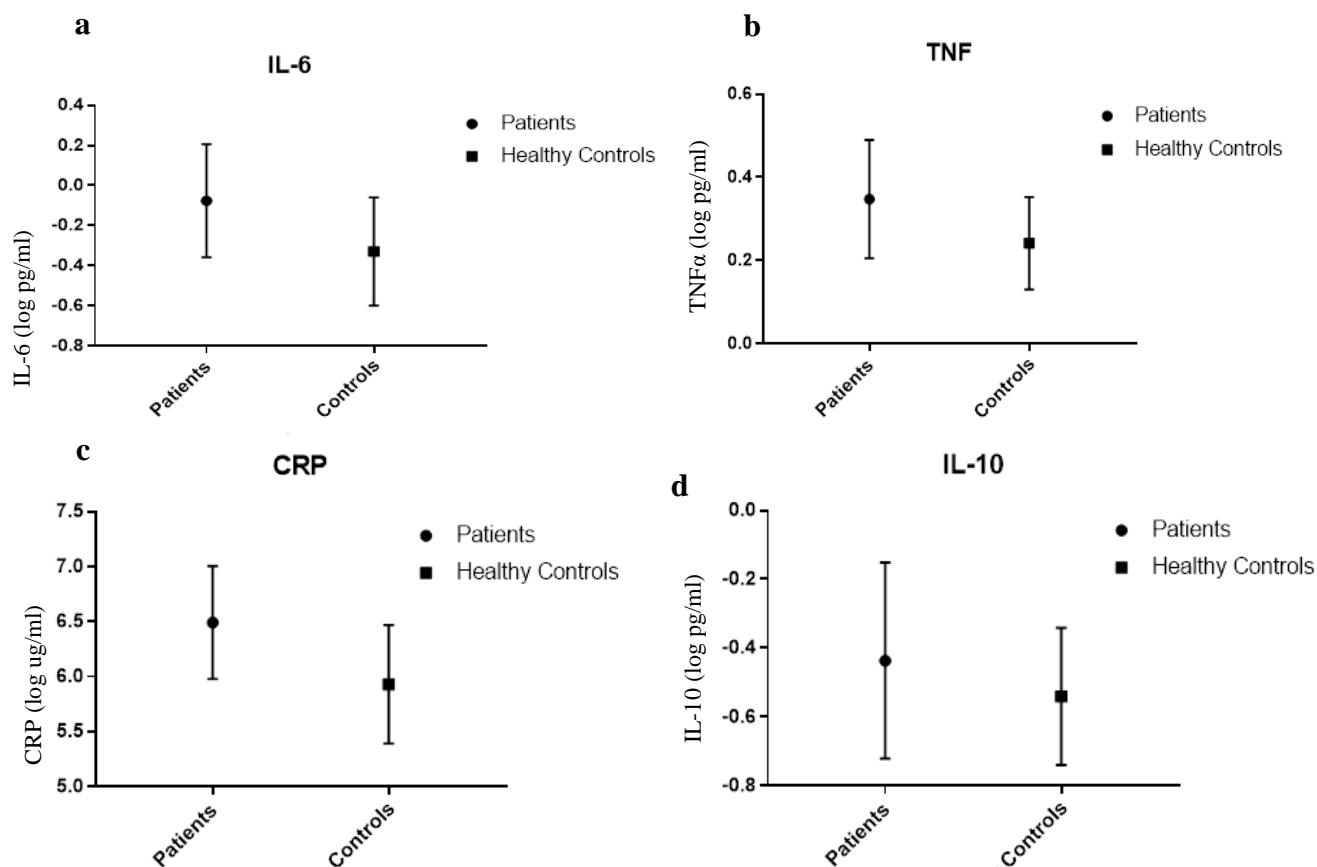 a
IL-6
0.4
0.2
0.0
-0.2
-0.4
-0.6
-0.8
IL-6 (log pg/ml)
Patients
Controls
Patients
Healthy Controls
b
TNF
0.6
0.4
0.2
0.0
TNFα (log pg/ml)
Patients
Controls
Patients
Healthy Controls
c
CRP
7.5
7.0
6.5
6.0
5.5
5.0
CRP (log ug/ml)
Patients
Controls
Patients
Healthy Controls
d
IL-10
0.0
-0.2
-0.4
-0.6
-0.8
IL-10 (log pg/ml)
Patients
Controls
Patients
Healthy Controls